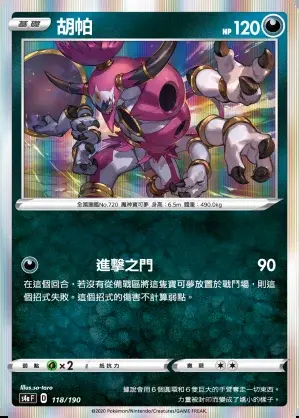 基礎 胡帕 HP120
全國圖鑑No.720 魔神寶可夢 身高：6.5m 體重：490.0kg
進擊之門 90
在這個回合，若沒有從備戰區將這隻寶可夢放置於戰鬥場，則這
個招式失敗。這個招式的傷害不計算弱點。
弱點 ×2 抵抗力 撤退
Illus.so-taro
S4a F D 118/190
據說會用6個圓環和6隻巨大的手臂奪走一切東西。
力量被封印而變成了嬌小的樣子。
©2020 Pokémon/Nintendo/Creatures/GAME FREAK.